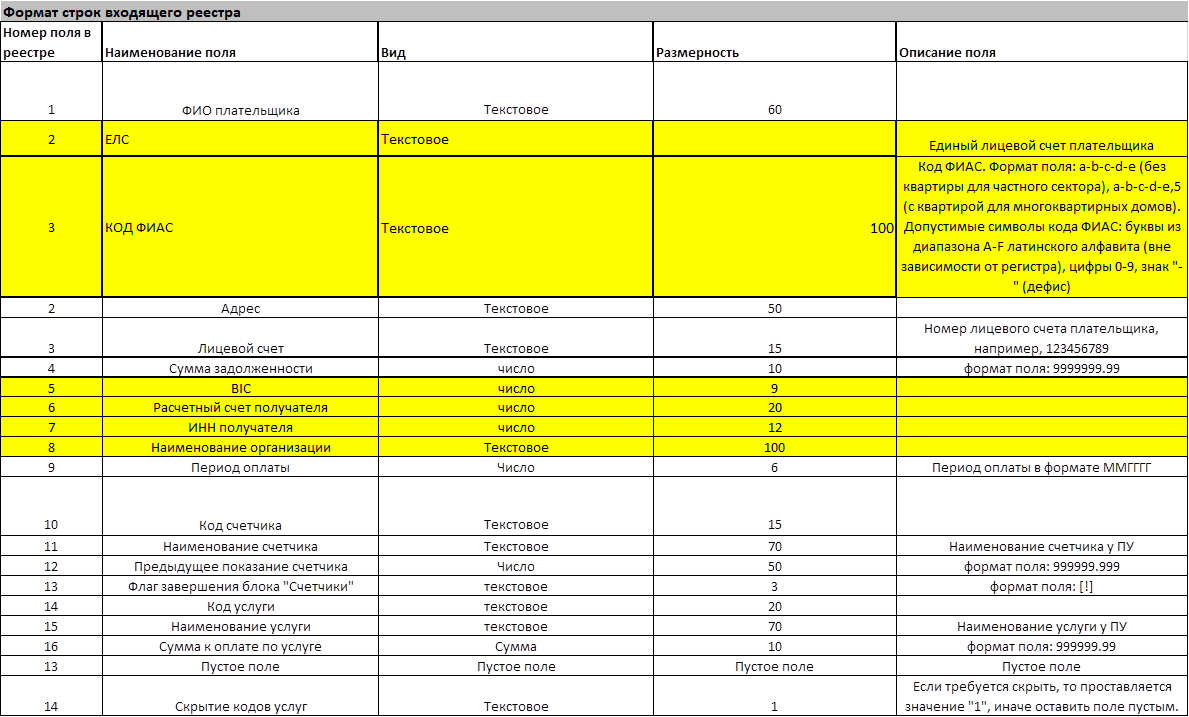 Формат строк входящего реестра
Номер поля в реестре	Наименование поля	Вид	Размерность	Описание поля
1	ФИО плательщика	Текстовое	60
2	ЕЛС	Текстовое		Единый лицевой счет плательщика
3	КОД ФИАС	Текстовое	100	Код ФИАС. Формат поля: a-b-c-d-e (без
квартиры для частного сектора), a-b-c-d-e,5
(с квартирой для многоквартирных домов).
Допустимые символы кода ФИАС: буквы из
диапазона A-F латинского алфавита (вне
зависимости от регистра), цифры 0-9, знак "-
" (дефис)
2	Адрес	Текстовое	50
3	Лицевой счет	Текстовое	15	Номер лицевого счета плательщика,
например, 123456789
4	Сумма задолженности	число	10	формат поля: 9999999.99
5	BIC	число	9
6	Расчетный счет получателя	число	20
7	ИНН получателя	число	12
8	Наименование организации	Текстовое	100
9	Период оплаты	Число	6	Период оплаты в формате ММГГГГ
10	Код счетчика	Текстовое	15
11	Наименование счетчика	Текстовое	70	Наименование счетчика у ПУ
12	Предыдущее показание счетчика	Число	50	формат поля: 999999.999
13	Флаг завершения блока "Счетчики"	текстовое	3	формат поля: [!]
14	Код услуги	текстовое	20
15	Наименование услуги	текстовое	70	Наименование услуги у ПУ
16	Сумма к оплате по услуге	Сумма	10	формат поля: 999999.99
13	Пустое поле	Пустое поле	Пустое поле	Пустое поле
14	Скрытие кодов услуг	Текстовое	1	Если требуется скрыть, то проставляется
значение "1", иначе оставить поле пустым.